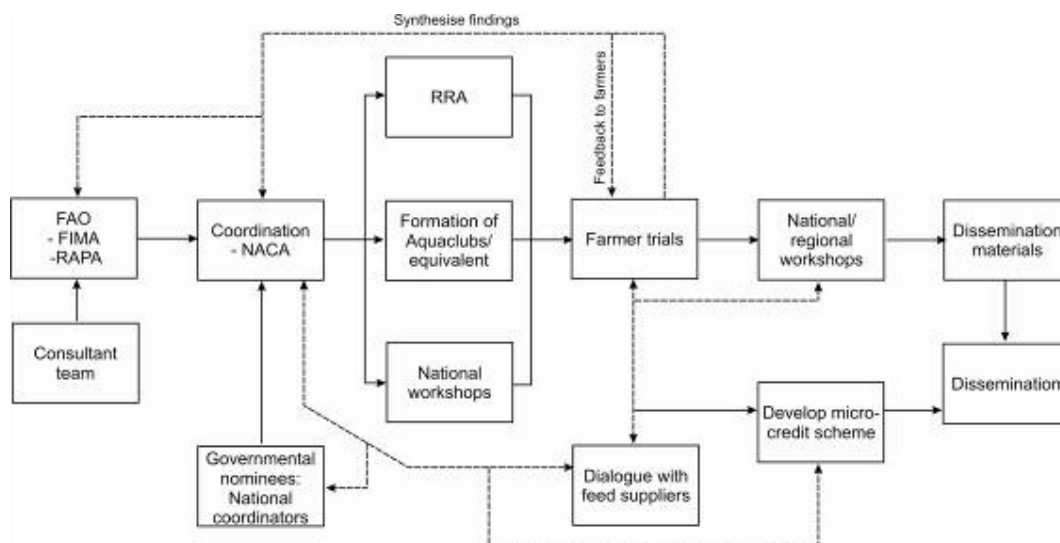 Synthesise findings
RRA
Feedback to farmers
FAO
- FIMA
-RAPA
Coordination
- NACA
Formation of
Aquaclubs/
equivalent
Farmer trials
National/
regional
workshops
Dissemination
materials
Consultant
team
National
workshops
Develop micro-
credit scheme
Dissemination
Governmental
nominees:
National
coordinators
Dialogue with
feed suppliers